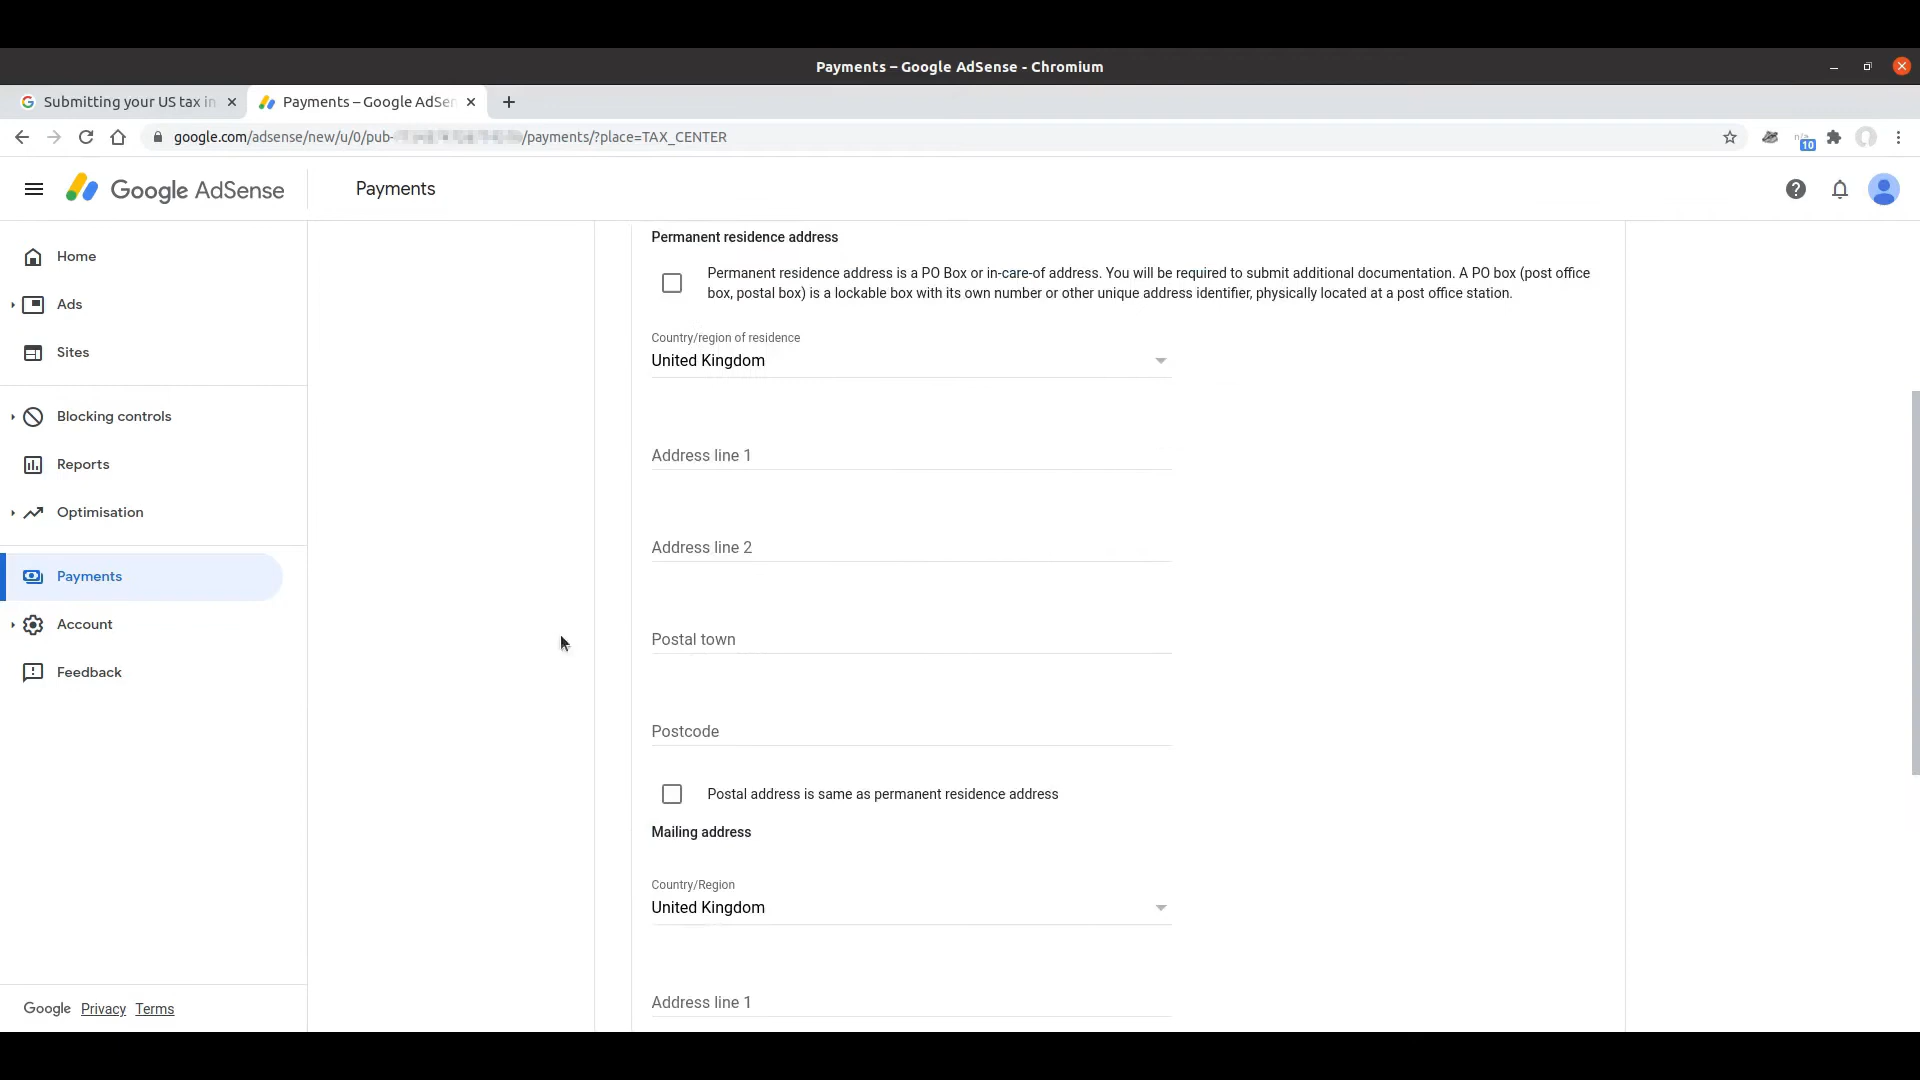 Payments – Google AdSense - Chromium
Submitting your US tax in
Payments – Google AdSen
google.com/adsense/new/u/0/pub-
/payments/?place=TAX_CENTER
10
Google AdSense
Payments
Home
Ads
Sites
Blocking controls
Reports
Optimisation
Payments
Account
Feedback
Google Privacy Terms
Permanent residence address
Permanent residence address is a PO Box or in-care-of address. You will be required to submit additional documentation. A PO box (post office
box, postal box) is a lockable box with its own number or other unique address identifier, physically located at a post office station.
Country/region of residence
United Kingdom
Address line 1
Address line 2
Postal town
Postcode
Postal address is same as permanent residence address
Mailing address
Country/Region
United Kingdom
Address line 1